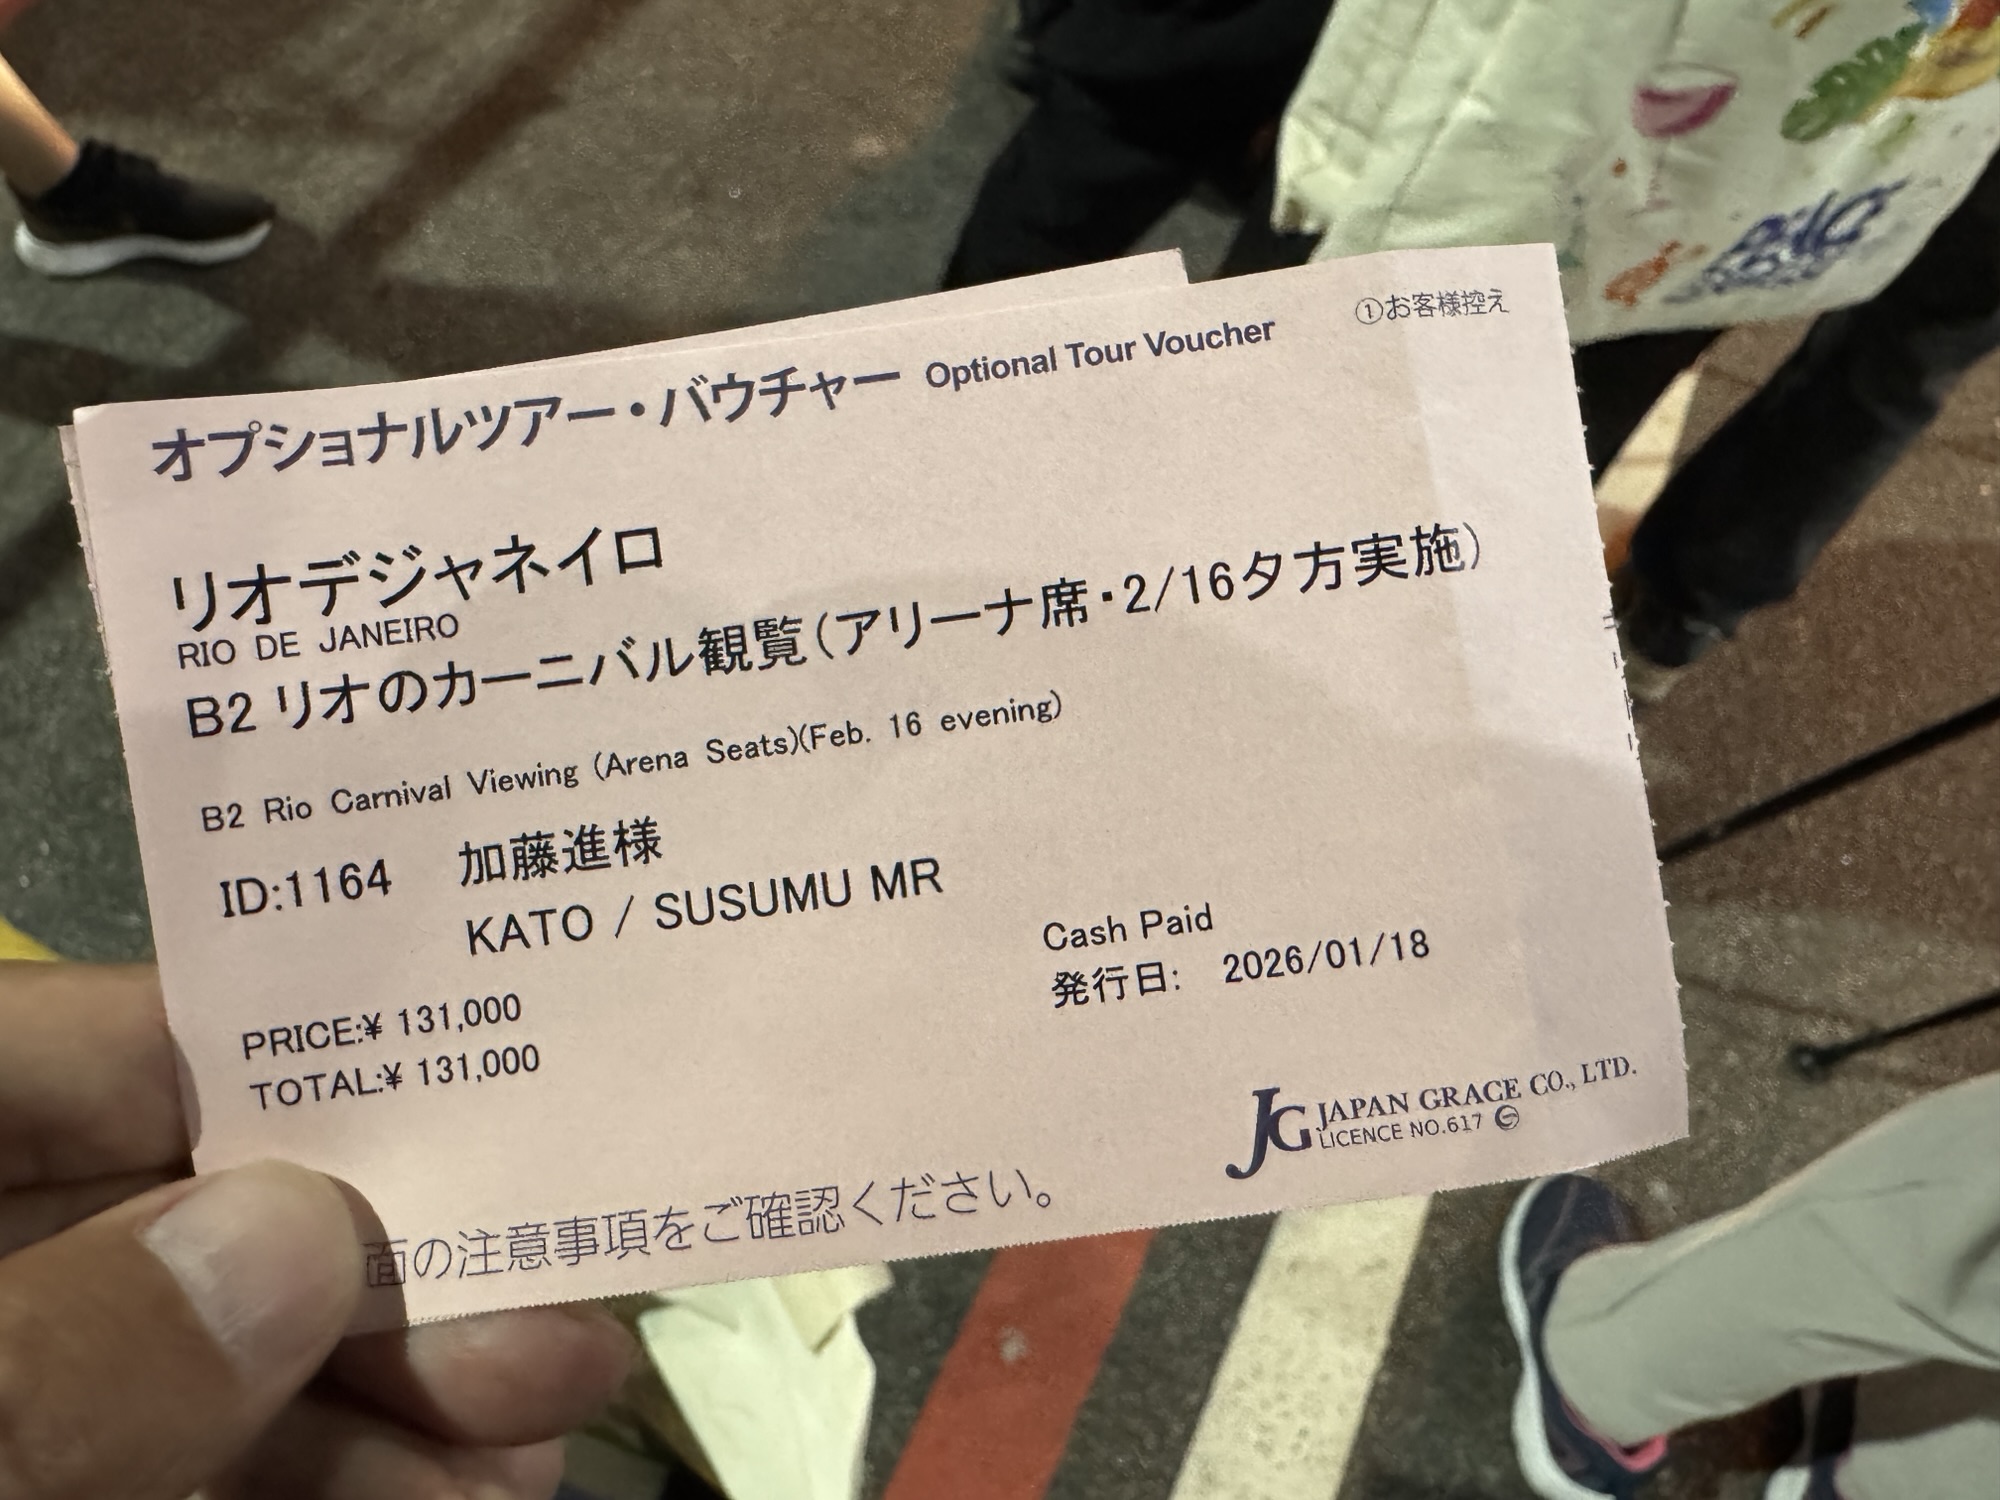 ①お客様控え
オプショナルツアー・バウチャー Optional Tour Voucher
リオデジャネイロ
RIO DE JANEIRO
B2 リオのカーニバル観覧(アリーナ席・2/16夕方実施)
B2 Rio Carnival Viewing (Arena Seats)(Feb. 16 evening)
ID:1164 加藤進様
KATO / SUSUMU MR
Cash Paid
発行日: 2026/01/18
PRICE:¥ 131,000
TOTAL:¥ 131,000
JG JAPAN GRACE CO., LTD.
LICENCE NO.617
面の注意事項をご確認ください。